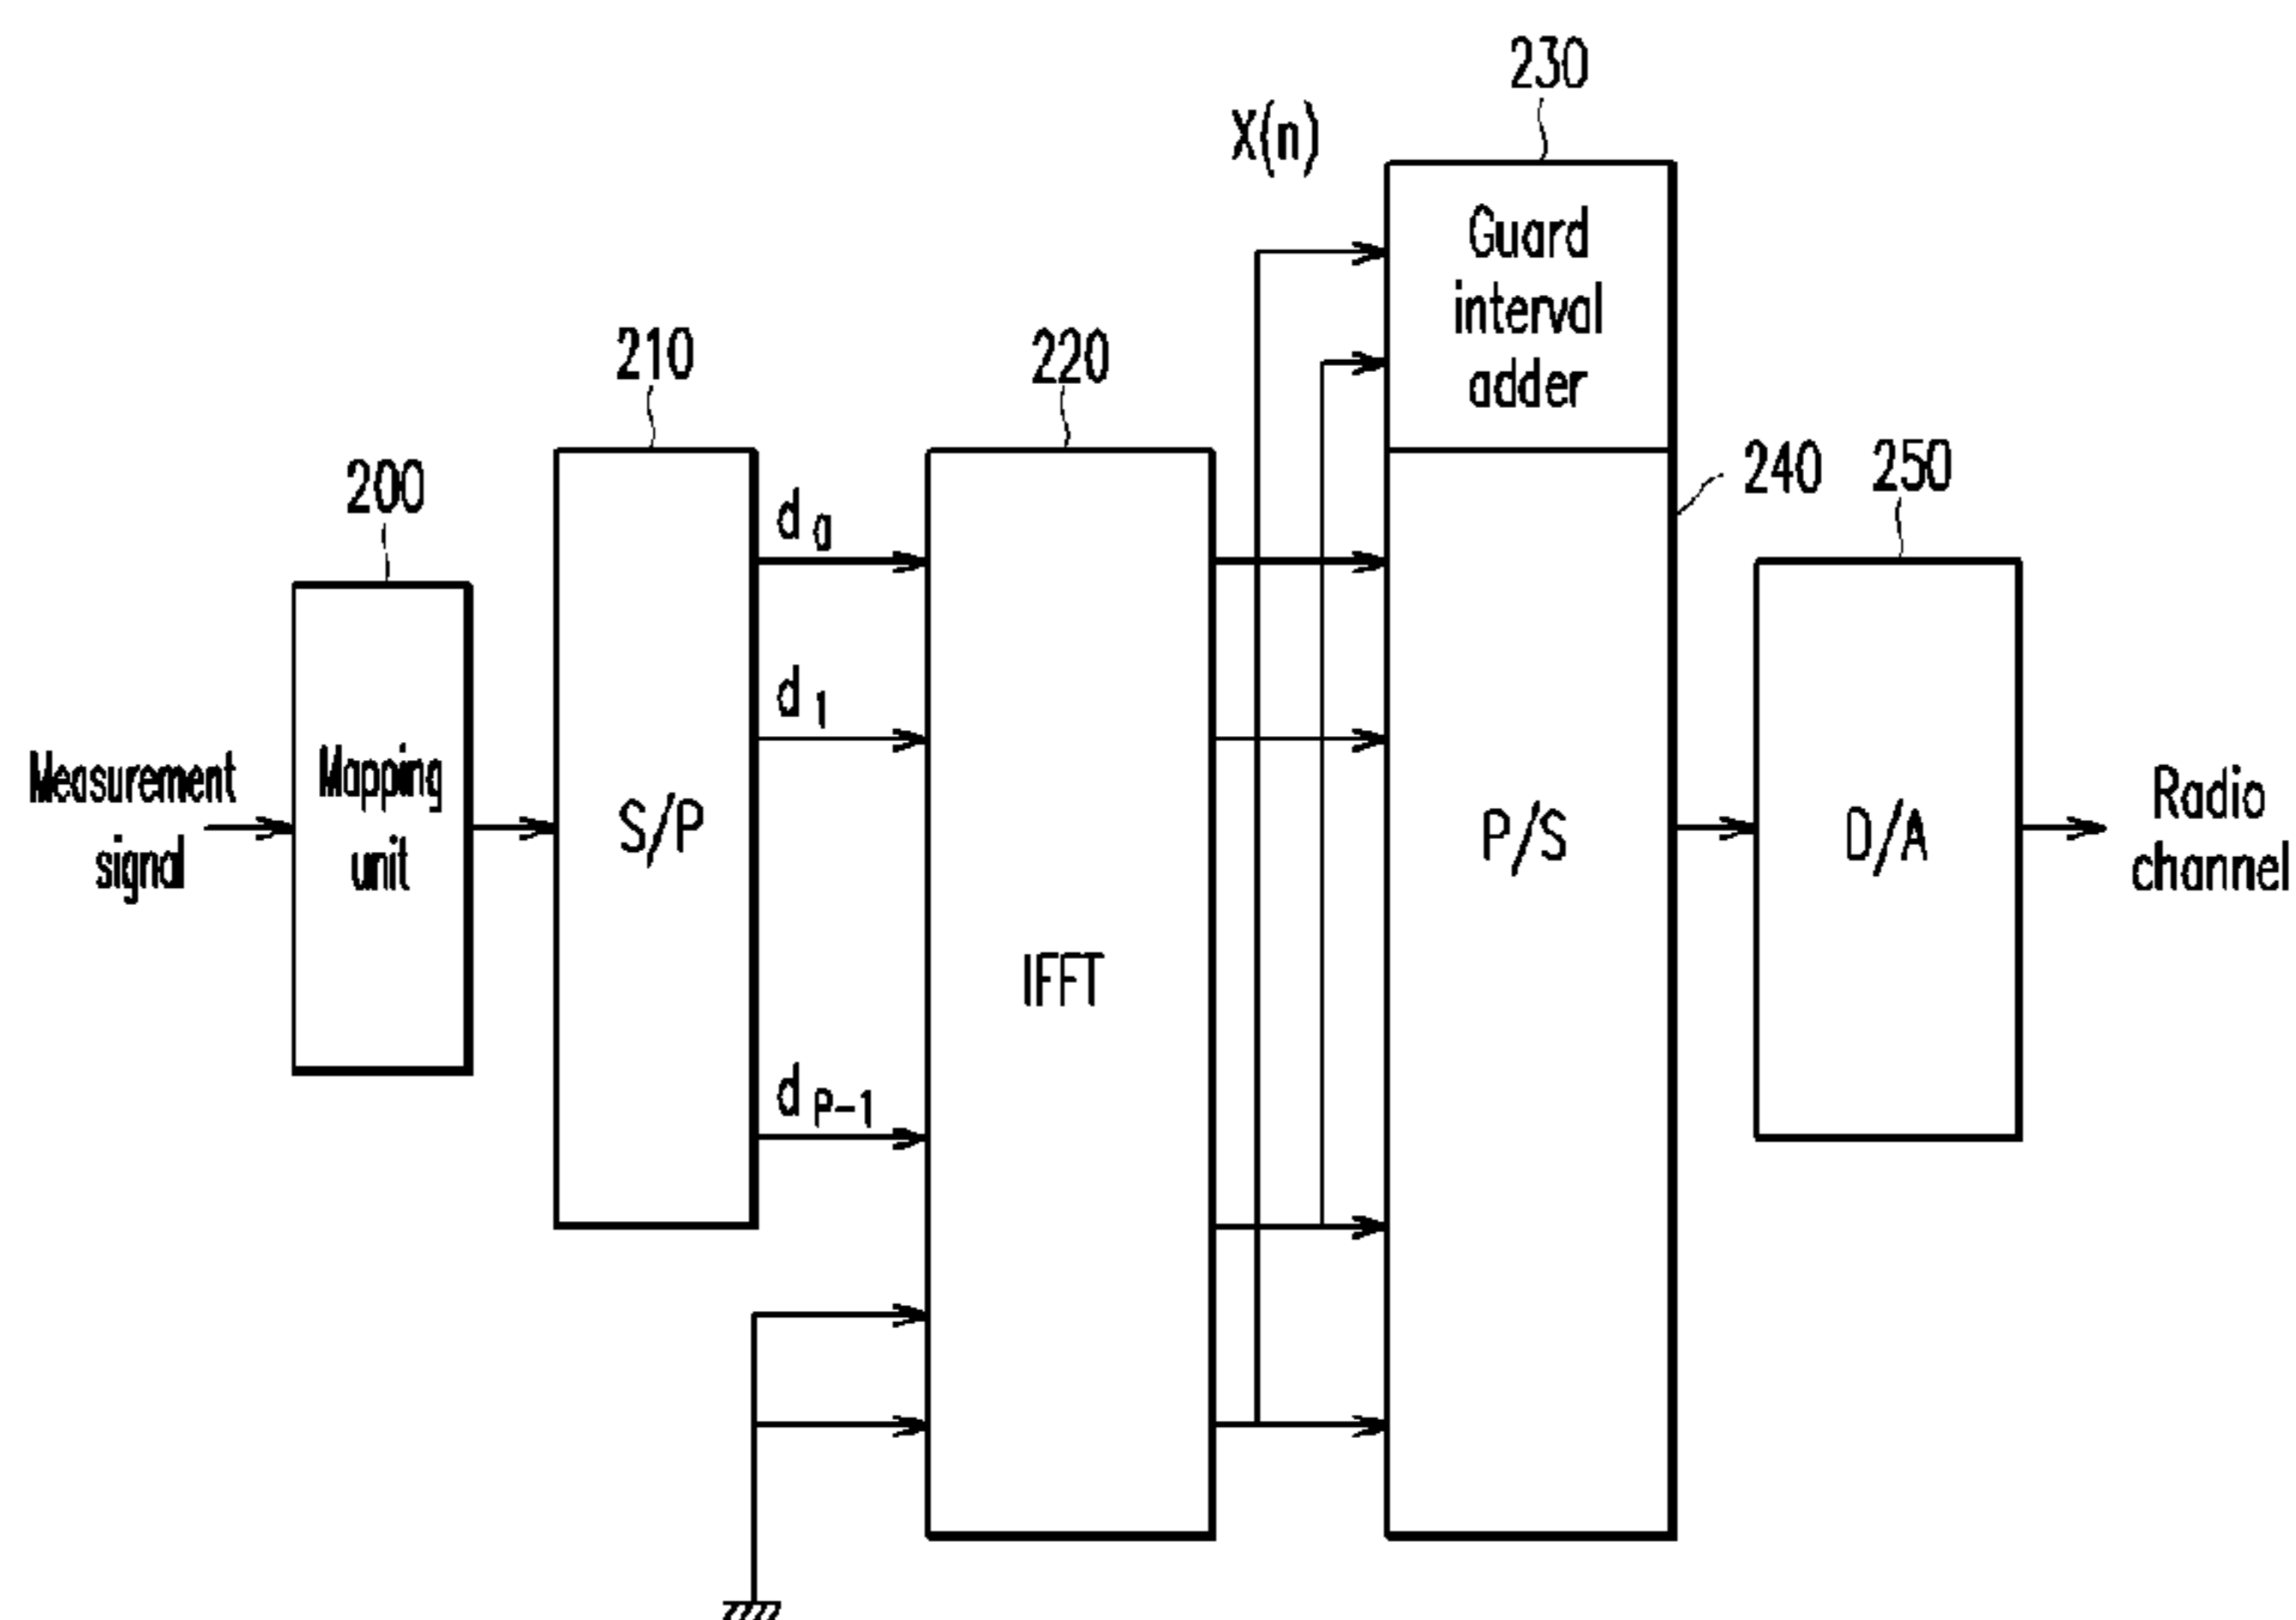 230
X(n)
Guard
interval
adder
210
220
240
250
200
d 0
d 1
Measurement
signal
Mapping
unit
S/P
P/S
D/A
Radio
channel
IFFT
d P-1